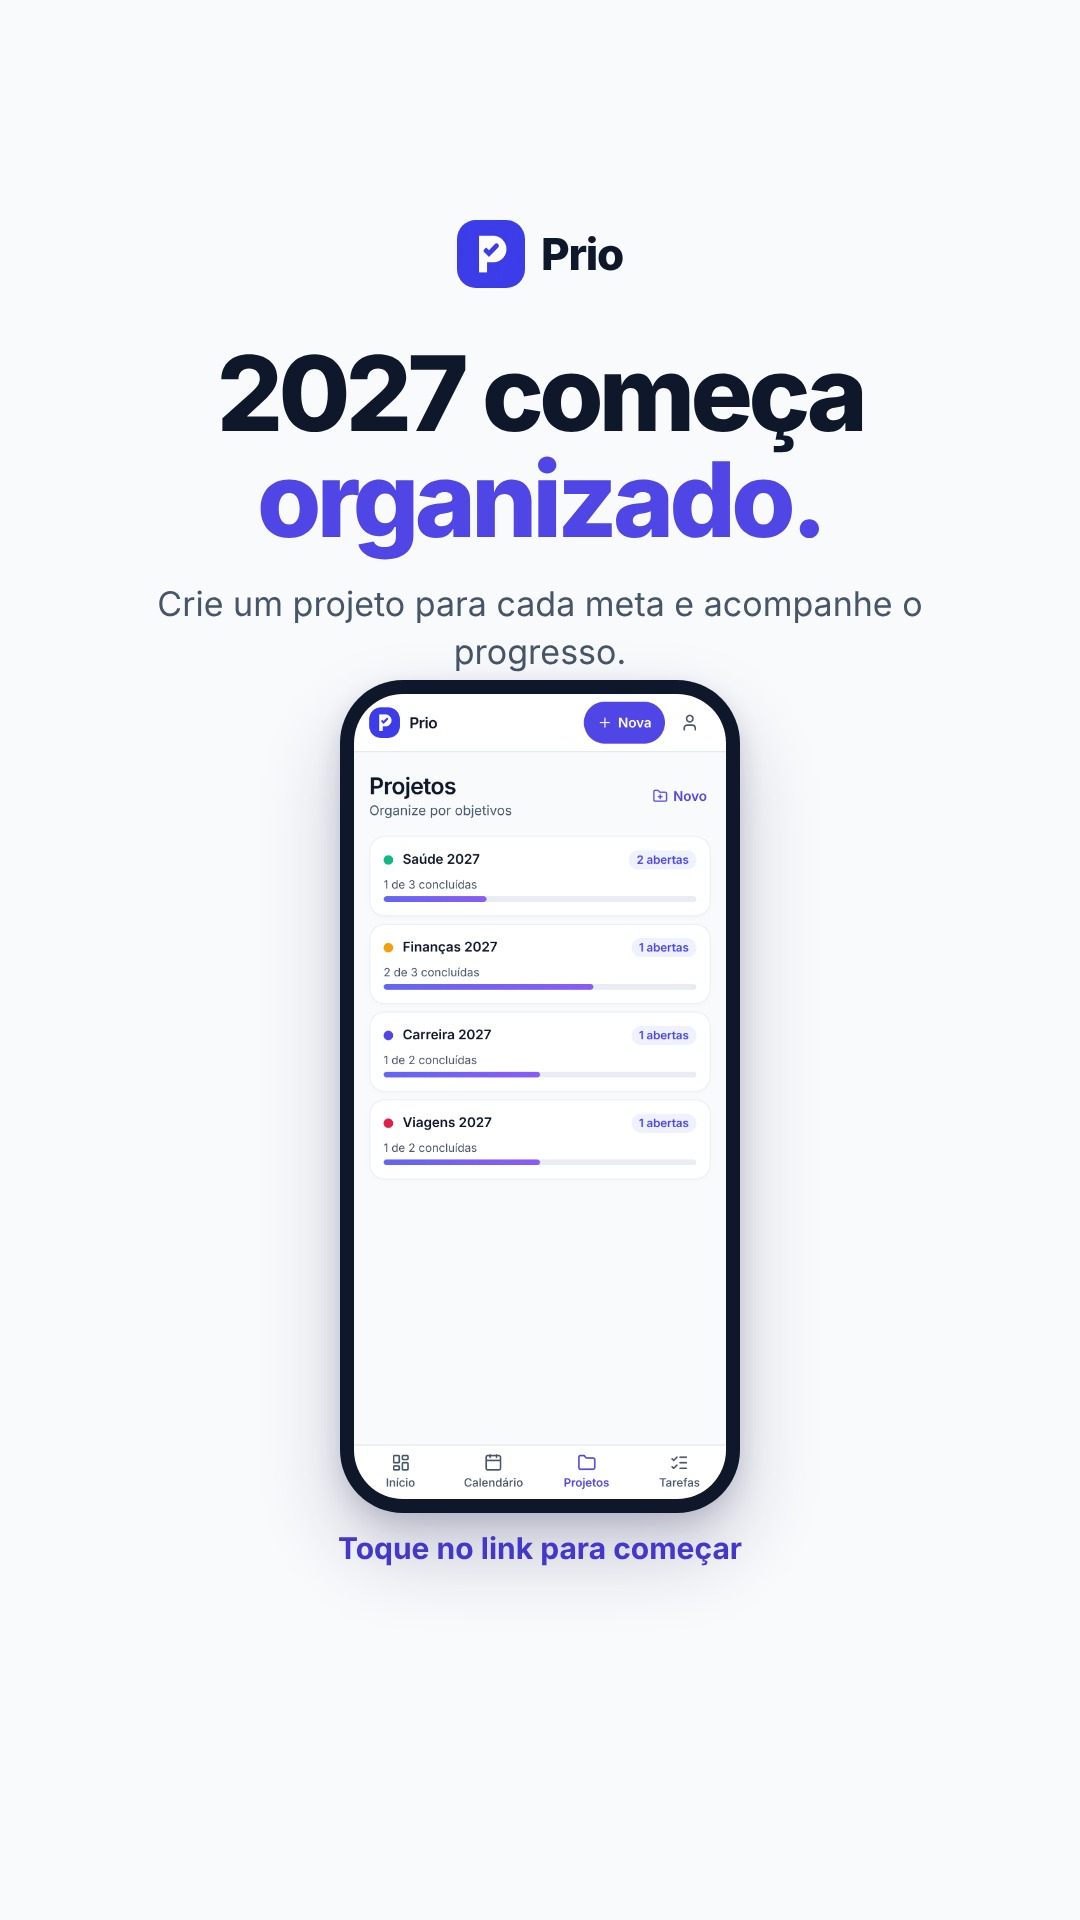 Prio
2027 começa
organizado.
Crie um projeto para cada meta e acompanhe o
progresso.
Prio
+ Nova
Projetos
Organize por objetivos
Novo
Saúde 2027
2 abertas
1 de 3 concluídas
Finanças 2027
1 abertas
2 de 3 concluídas
Carreira 2027
1 abertas
1 de 2 concluídas
Viagens 2027
1 abertas
1 de 2 concluídas
Início
Calendário
Projetos
Tarefas
Toque no link para começar